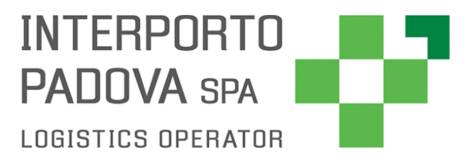 INTERPORTO
PADOVA SPA
LOGISTICS OPERATOR